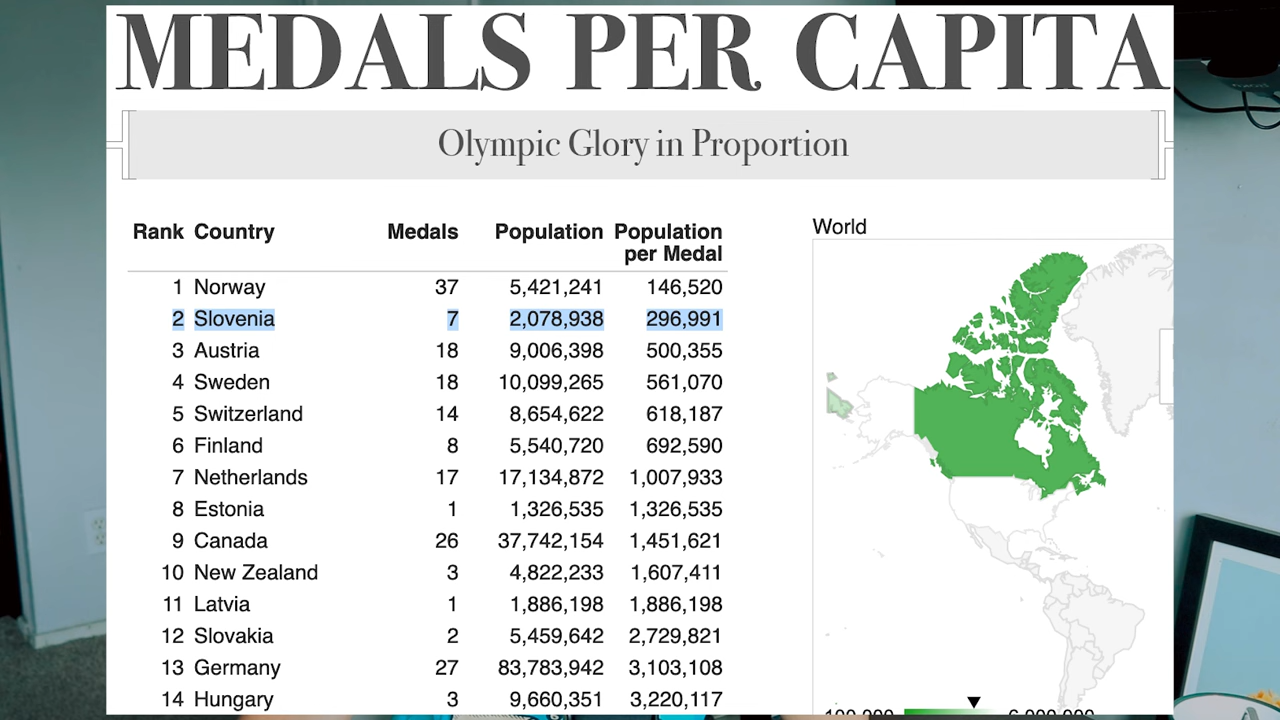 MEDALS PER CAPITA
Olympic Glory in Proportion
Rank Country Medals Population Population per Medal
1 Norway 37 5,421,241 146,520
2 Slovenia 7 2,078,938 296,991
3 Austria 18 9,006,398 500,355
4 Sweden 18 10,099,265 561,070
5 Switzerland 14 8,654,622 618,187
6 Finland 8 5,540,720 692,590
7 Netherlands 17 17,134,872 1,007,933
8 Estonia 1 1,326,535 1,326,535
9 Canada 26 37,742,154 1,451,621
10 New Zealand 3 4,822,233 1,607,411
11 Latvia 1 1,886,198 1,886,198
12 Slovakia 2 5,459,642 2,729,821
13 Germany 27 83,783,942 3,103,108
14 Hungary 3 9,660,351 3,220,117
World